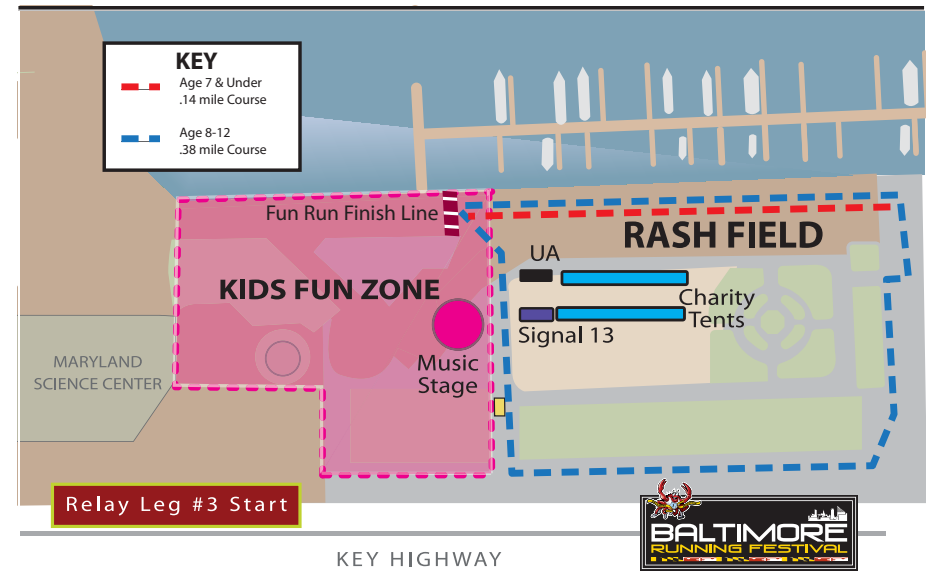 KEY
Age 7 & Under
.14 mile Course
Age 8-12
.38 mile Course
Fun Run Finish Line
RASH FIELD
UA
KIDS FUN ZONE
Charity
Tents
Signal 13
Music
Stage
MARYLAND
SCIENCE CENTER
Relay Leg #3 Start
BALTIMORE
RUNNING FESTIVAL
KEY HIGHWAY